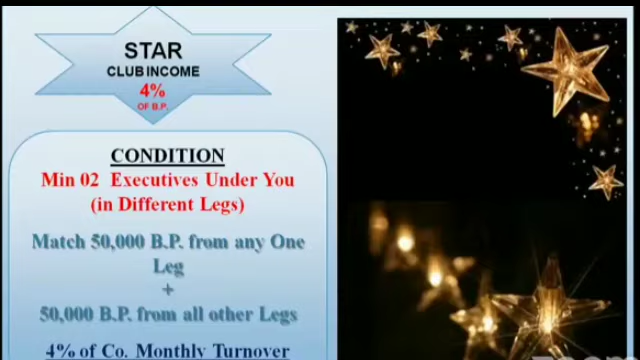 STAR
CLUB INCOME
4%
OF B.P.
CONDITION
Min 02 Executives Under You
(in Different Legs)
Match 50,000 B.P. from any One
Leg
+
50,000 B.P. from all other Legs
4% of Co. Monthly Turnover